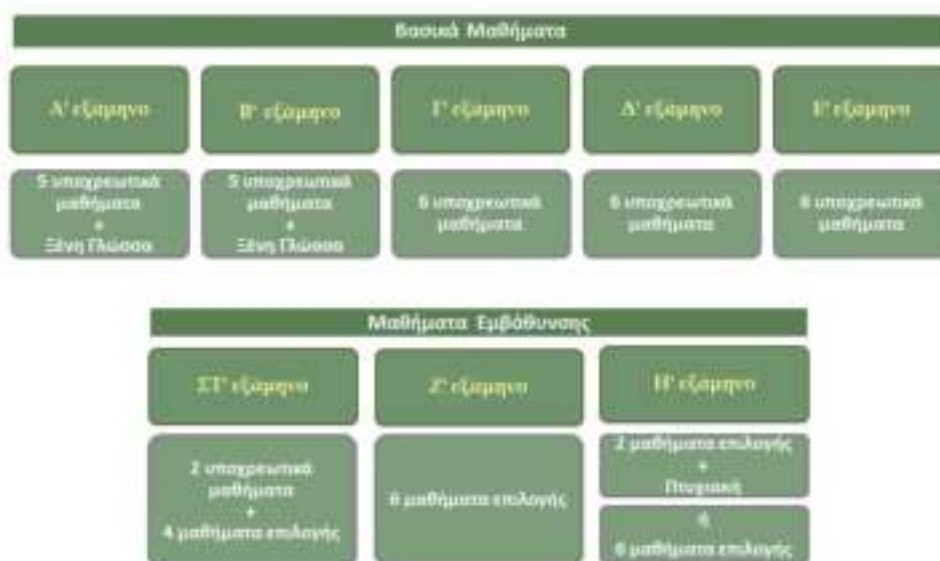 Βασικά Μαθήματα
Α' εξάμηνο
Β' εξάμηνο
Γ' εξάμηνο
Δ' εξάμηνο
Ε' εξάμηνο
5 υποχρεωτικά
μαθήματα
+
Ξένη Γλώσσα
5 υποχρεωτικά
μαθήματα
+
Ξένη Γλώσσα
6 υποχρεωτικά
μαθήματα
6 υποχρεωτικά
μαθήματα
6 υποχρεωτικά
μαθήματα
Μαθήματα Εμβάθυνσης
ΣΤ' εξάμηνο
Ζ' εξάμηνο
Η' εξάμηνο
2 υποχρεωτικά
μαθήματα
+
4 μαθήματα επιλογής
6 μαθήματα επιλογής
2 μαθήματα επιλογής
+
Πτυχιακή
ή
6 μαθήματα επιλογής